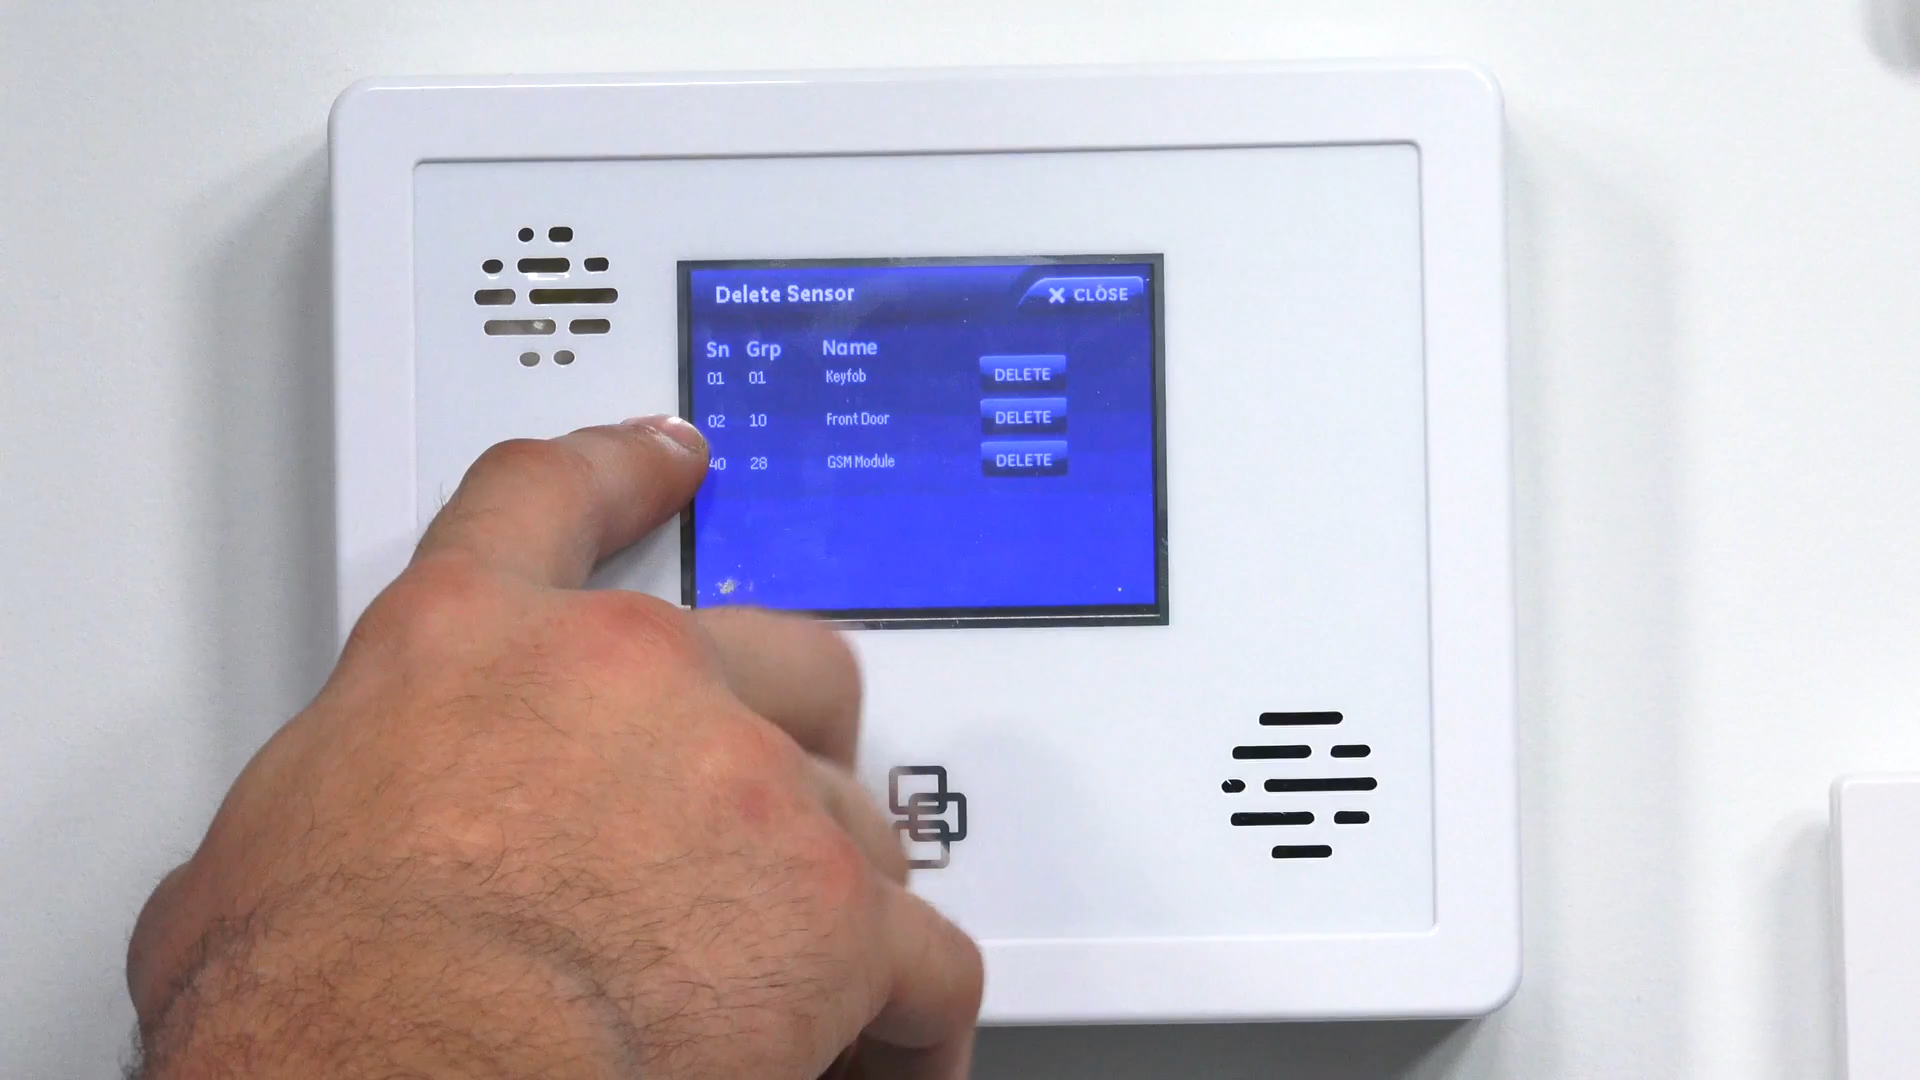 Delete Sensor
CLOSE
Sn Grp Name
01 01 Keyfob DELETE
02 10 Front Door DELETE
40 28 GSM Module DELETE